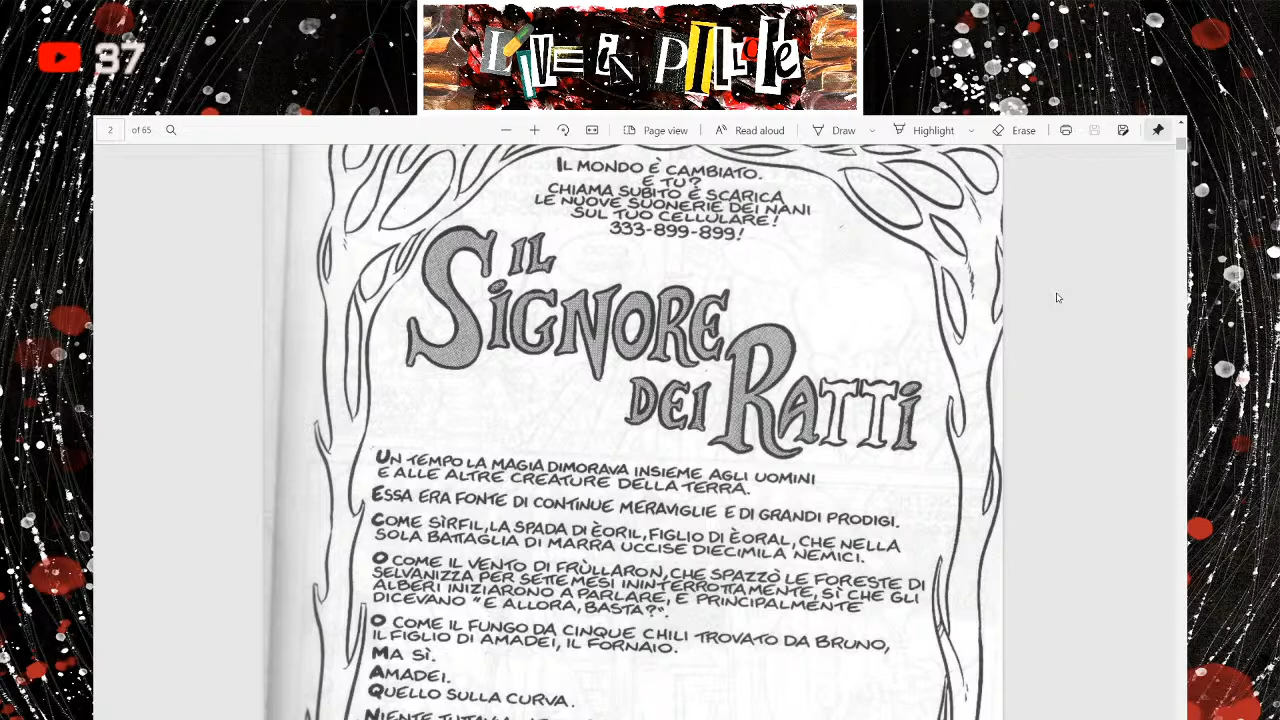 37
LiVE iN PiLLOLe
2 of 65
Page view
Read aloud
Draw
Highlight
Erase
IL MONDO È CAMBIATO.
E TU?
CHIAMA SUBITO E SCARICA
LE NUOVE SUONERIE DEI NANI
SUL TUO CELLULARE!
333-899-899!
IL
SIGNORE
DEI RATTI
UN TEMPO LA MAGIA DIMORAVA INSIEME AGLI UOMINI
E ALLE ALTRE CREATURE DELLA TERRA.
ESSA ERA FONTE DI CONTINUE MERAVIGLIE E DI GRANDI PRODIGI.
COME SÌRFIL, LA SPADA DI ÈORIL, FIGLIO DI ÈORAL, CHE NELLA
SOLA BATTAGLIA DI MARRA UCCISE DIECIMILA NEMICI.
O COME IL VENTO DI FRÙLLARON, CHE SPAZZÒ LE FORESTE DI
SELVANIZZA PER SETTE MESI ININTERROTTAMENTE, SÌ CHE GLI
ALBERI INIZIARONO A PARLARE, E PRINCIPALMENTE
DICEVANO "E ALLORA, BASTA?".
O COME IL FUNGO DA CINQUE CHILI TROVATO DA BRUNO,
IL FIGLIO DI AMADEI, IL FORNAIO.
MA SÌ.
AMADEI.
QUELLO SULLA CURVA.